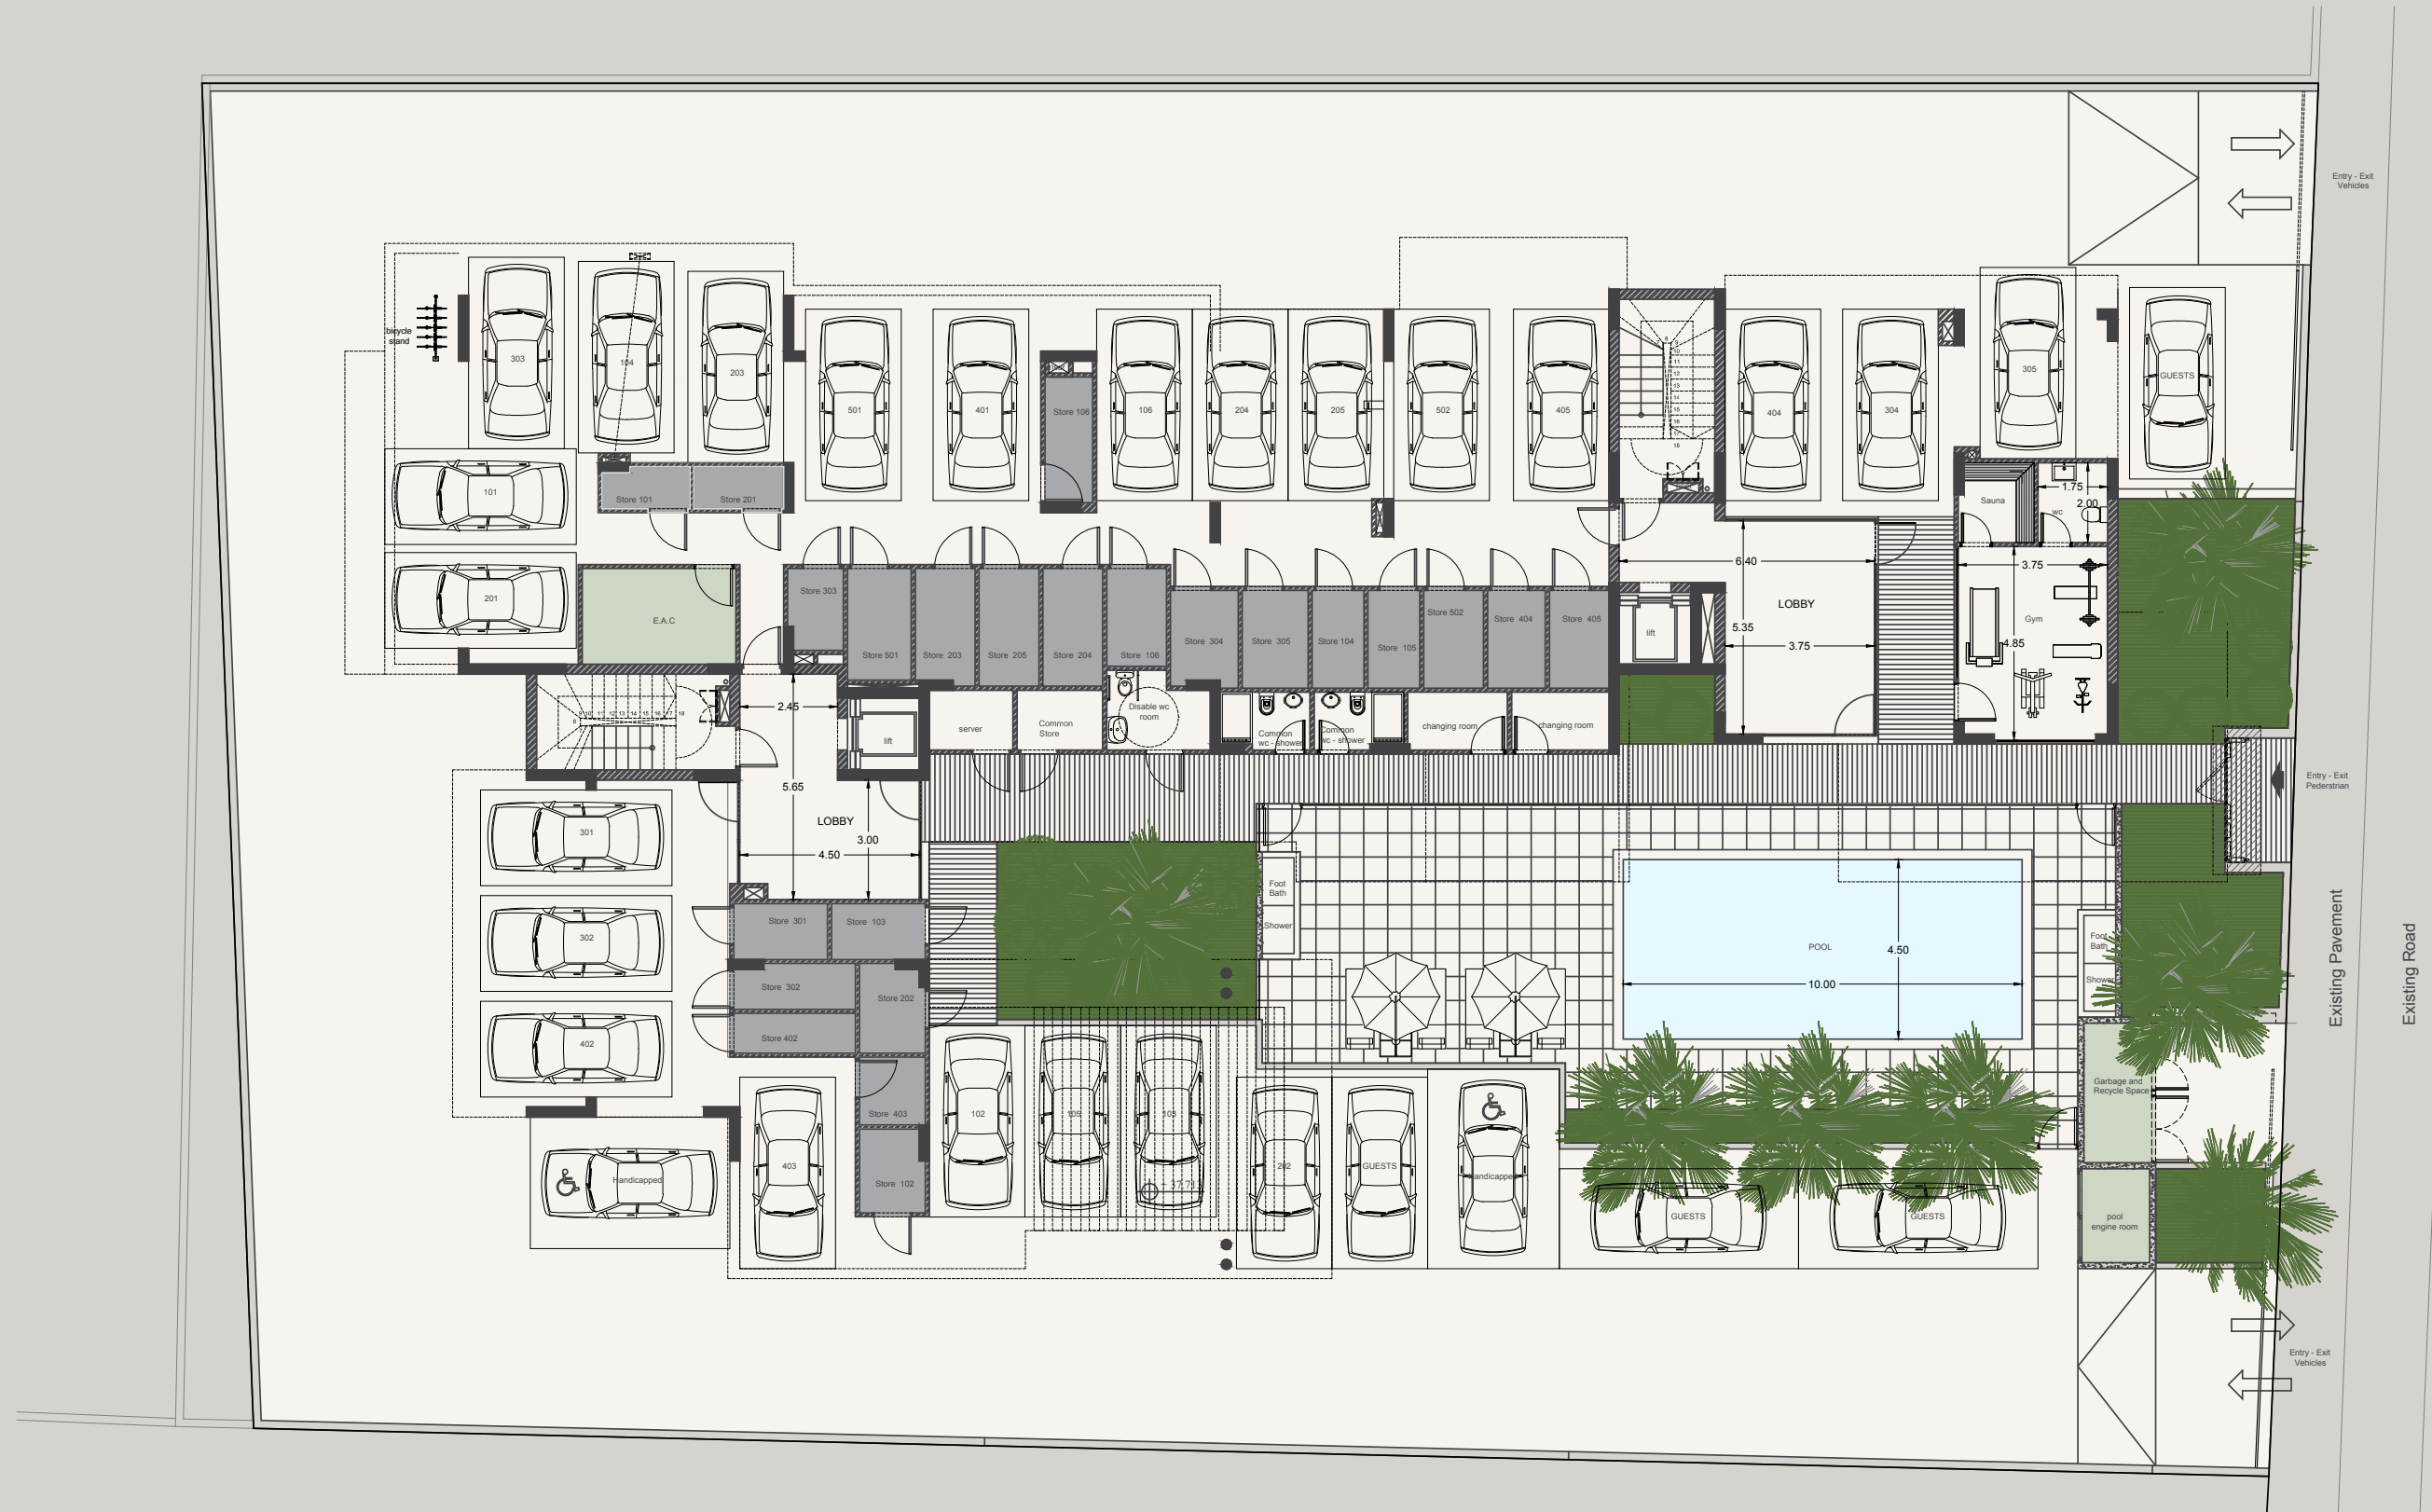 Entry - Exit
Vehicles
bicycle
stand
303
104
203
501
401
Store 106
106
204
205
502
405
404
304
305
GUESTS
101
Store 101
Store 201
201
E.A.C
Store 303
Store 501
Store 203
Store 205
Store 204
Store 106
Store 304
Store 305
Store 104
Store 105
Store 502
Store 404
Store 405
lift
6.40
5.35
3.75
LOBBY
Sauna
1.75
2.00
wc
3.75
4.85
Gym
2.45
lift
server
Common
Store
Disable wc
room
Common
wc - shower
Common
wc - shower
changing room
changing room
5.65
LOBBY
3.00
4.50
Entry - Exit
Pederstrian
301
302
402
Store 301
Store 103
Store 302
Store 202
Store 402
Store 403
Store 102
Foot
Bath
Shower
POOL
4.50
10.00
Foot
Bath
Shower
Existing Pavement
Existing Road
Garbage and
Recycle Space
pool
engine room
Handicapped
403
102
105
103
202
GUESTS
Handicapped
GUESTS
GUESTS
Entry - Exit
Vehicles